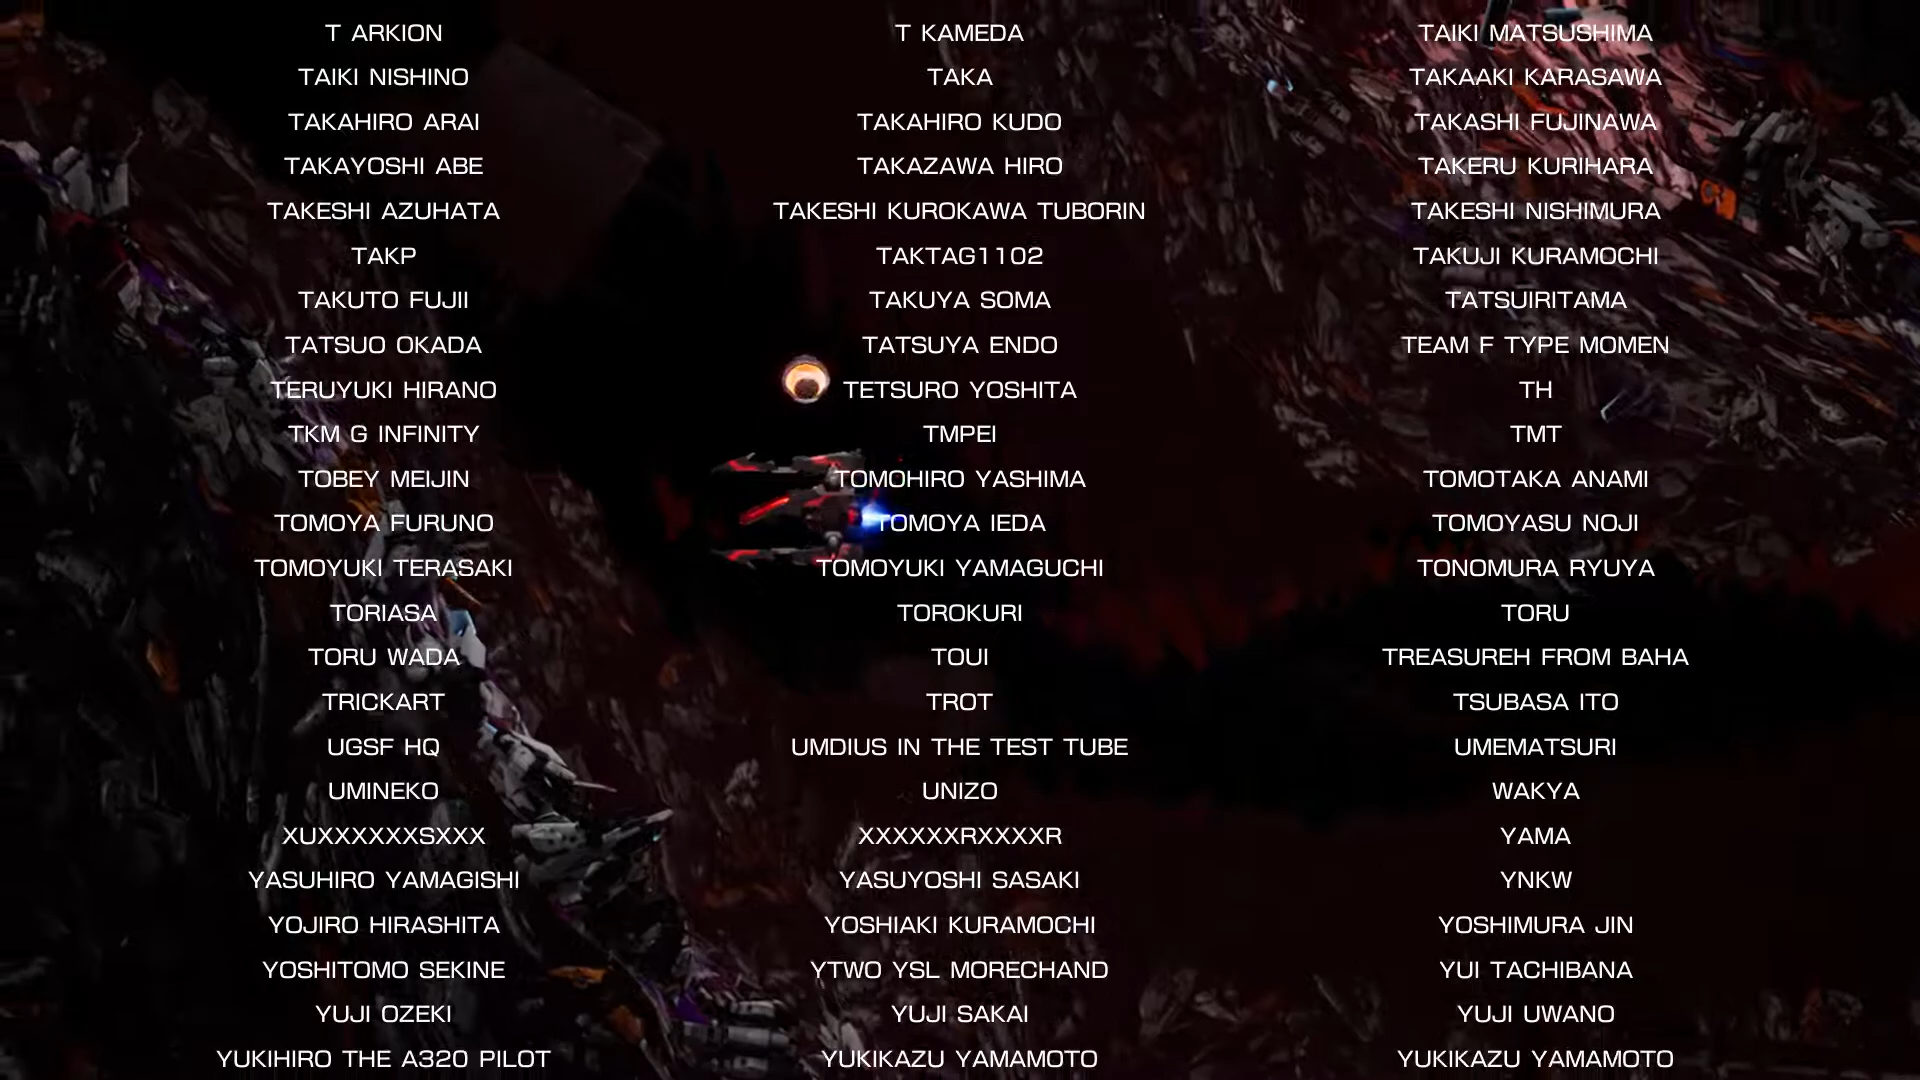 T ARKION
T KAMEDA
TAIKI MATSUSHIMA
TAIKI NISHINO
TAKA
TAKAAKI KARASAWA
TAKAHIRO ARAI
TAKAHIRO KUDO
TAKASHI FUJINAWA
TAKAYOSHI ABE
TAKAZAWA HIRO
TAKERU KURIHARA
TAKESHI AZUHATA
TAKESHI KUROKAWA TUBORIN
TAKESHI NISHIMURA
TAKP
TAKTAG1102
TAKUJI KURAMOCHI
TAKUTO FUJII
TAKUYA SOMA
TATSUIRITAMA
TATSUO OKADA
TATSUYA ENDO
TEAM F TYPE MOMEN
TERUYUKI HIRANO
TETSURO YOSHITA
TH
TKM G INFINITY
TMPEI
TMT
TOBEY MEIJIN
TOMOHIRO YASHIMA
TOMOTAKA ANAMI
TOMOYA FURUNO
TOMOYA IEDA
TOMOYASU NOJI
TOMOYUKI TERASAKI
TOMOYUKI YAMAGUCHI
TONOMURA RYUYA
TORIASA
TOROKURI
TORU
TORU WADA
TOUI
TREASUREH FROM BAHA
TRICKART
TROT
TSUBASA ITO
UGSF HQ
UMDIUS IN THE TEST TUBE
UMEMATSURI
UMINEKO
UNIZO
WAKYA
XUXXXXXXSXXX
XXXXXXRXXXXR
YAMA
YASUHIRO YAMAGISHI
YASUYOSHI SASAKI
YNKW
YOJIRO HIRASHITA
YOSHIAKI KURAMOCHI
YOSHIMURA JIN
YOSHITOMO SEKINE
YTWO YSL MORECHAND
YUI TACHIBANA
YUJI OZEKI
YUJI SAKAI
YUJI UWANO
YUKIHIRO THE A320 PILOT
YUKIKAZU YAMAMOTO
YUKIKAZU YAMAMOTO